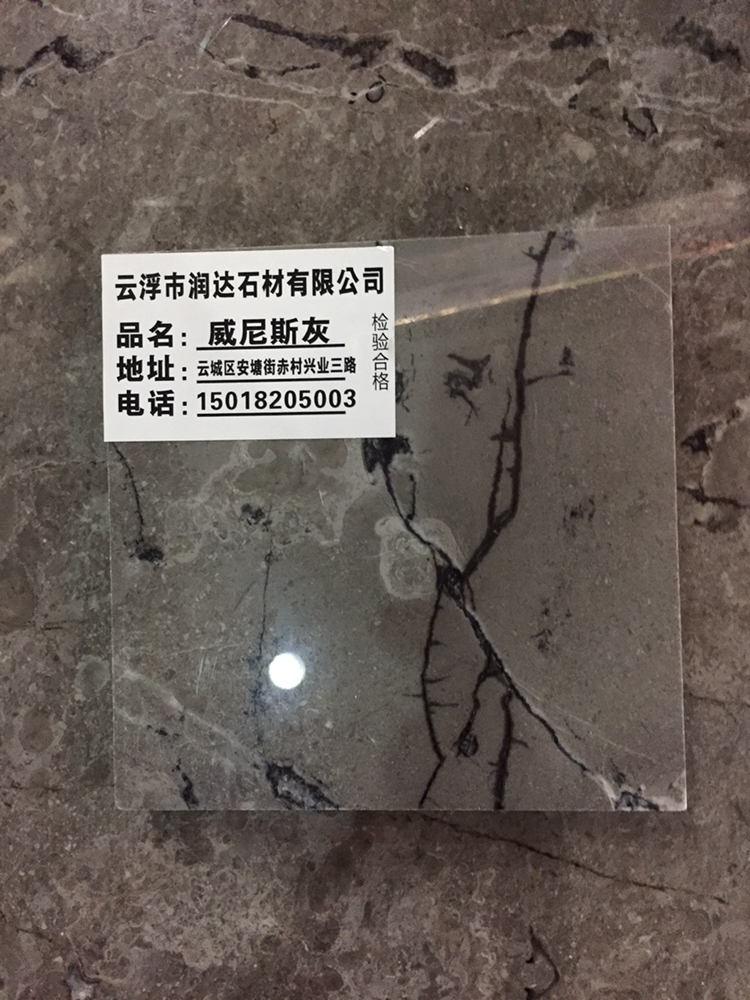 云浮市润达石材有限公司
品名：威尼斯灰
地址：云城区安塘街赤村兴业三路
电话：15018205003
检验合格